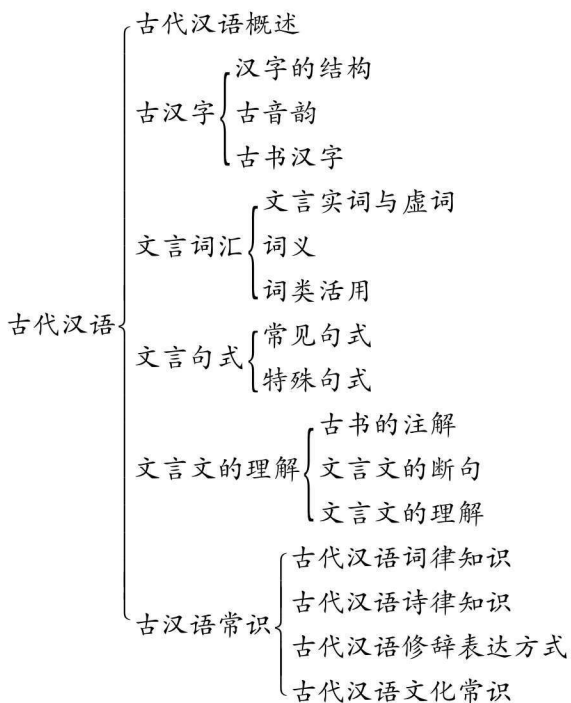 古代汉语
古代汉语概述
古汉字
汉字的结构
古音韵
古书汉字
文言词汇
文言实词与虚词
词义
词类活用
文言句式
常见句式
特殊句式
文言文的理解
古书的注解
文言文的断句
文言文的理解
古汉语常识
古代汉语词律知识
古代汉语诗律知识
古代汉语修辞表达方式
古代汉语文化常识